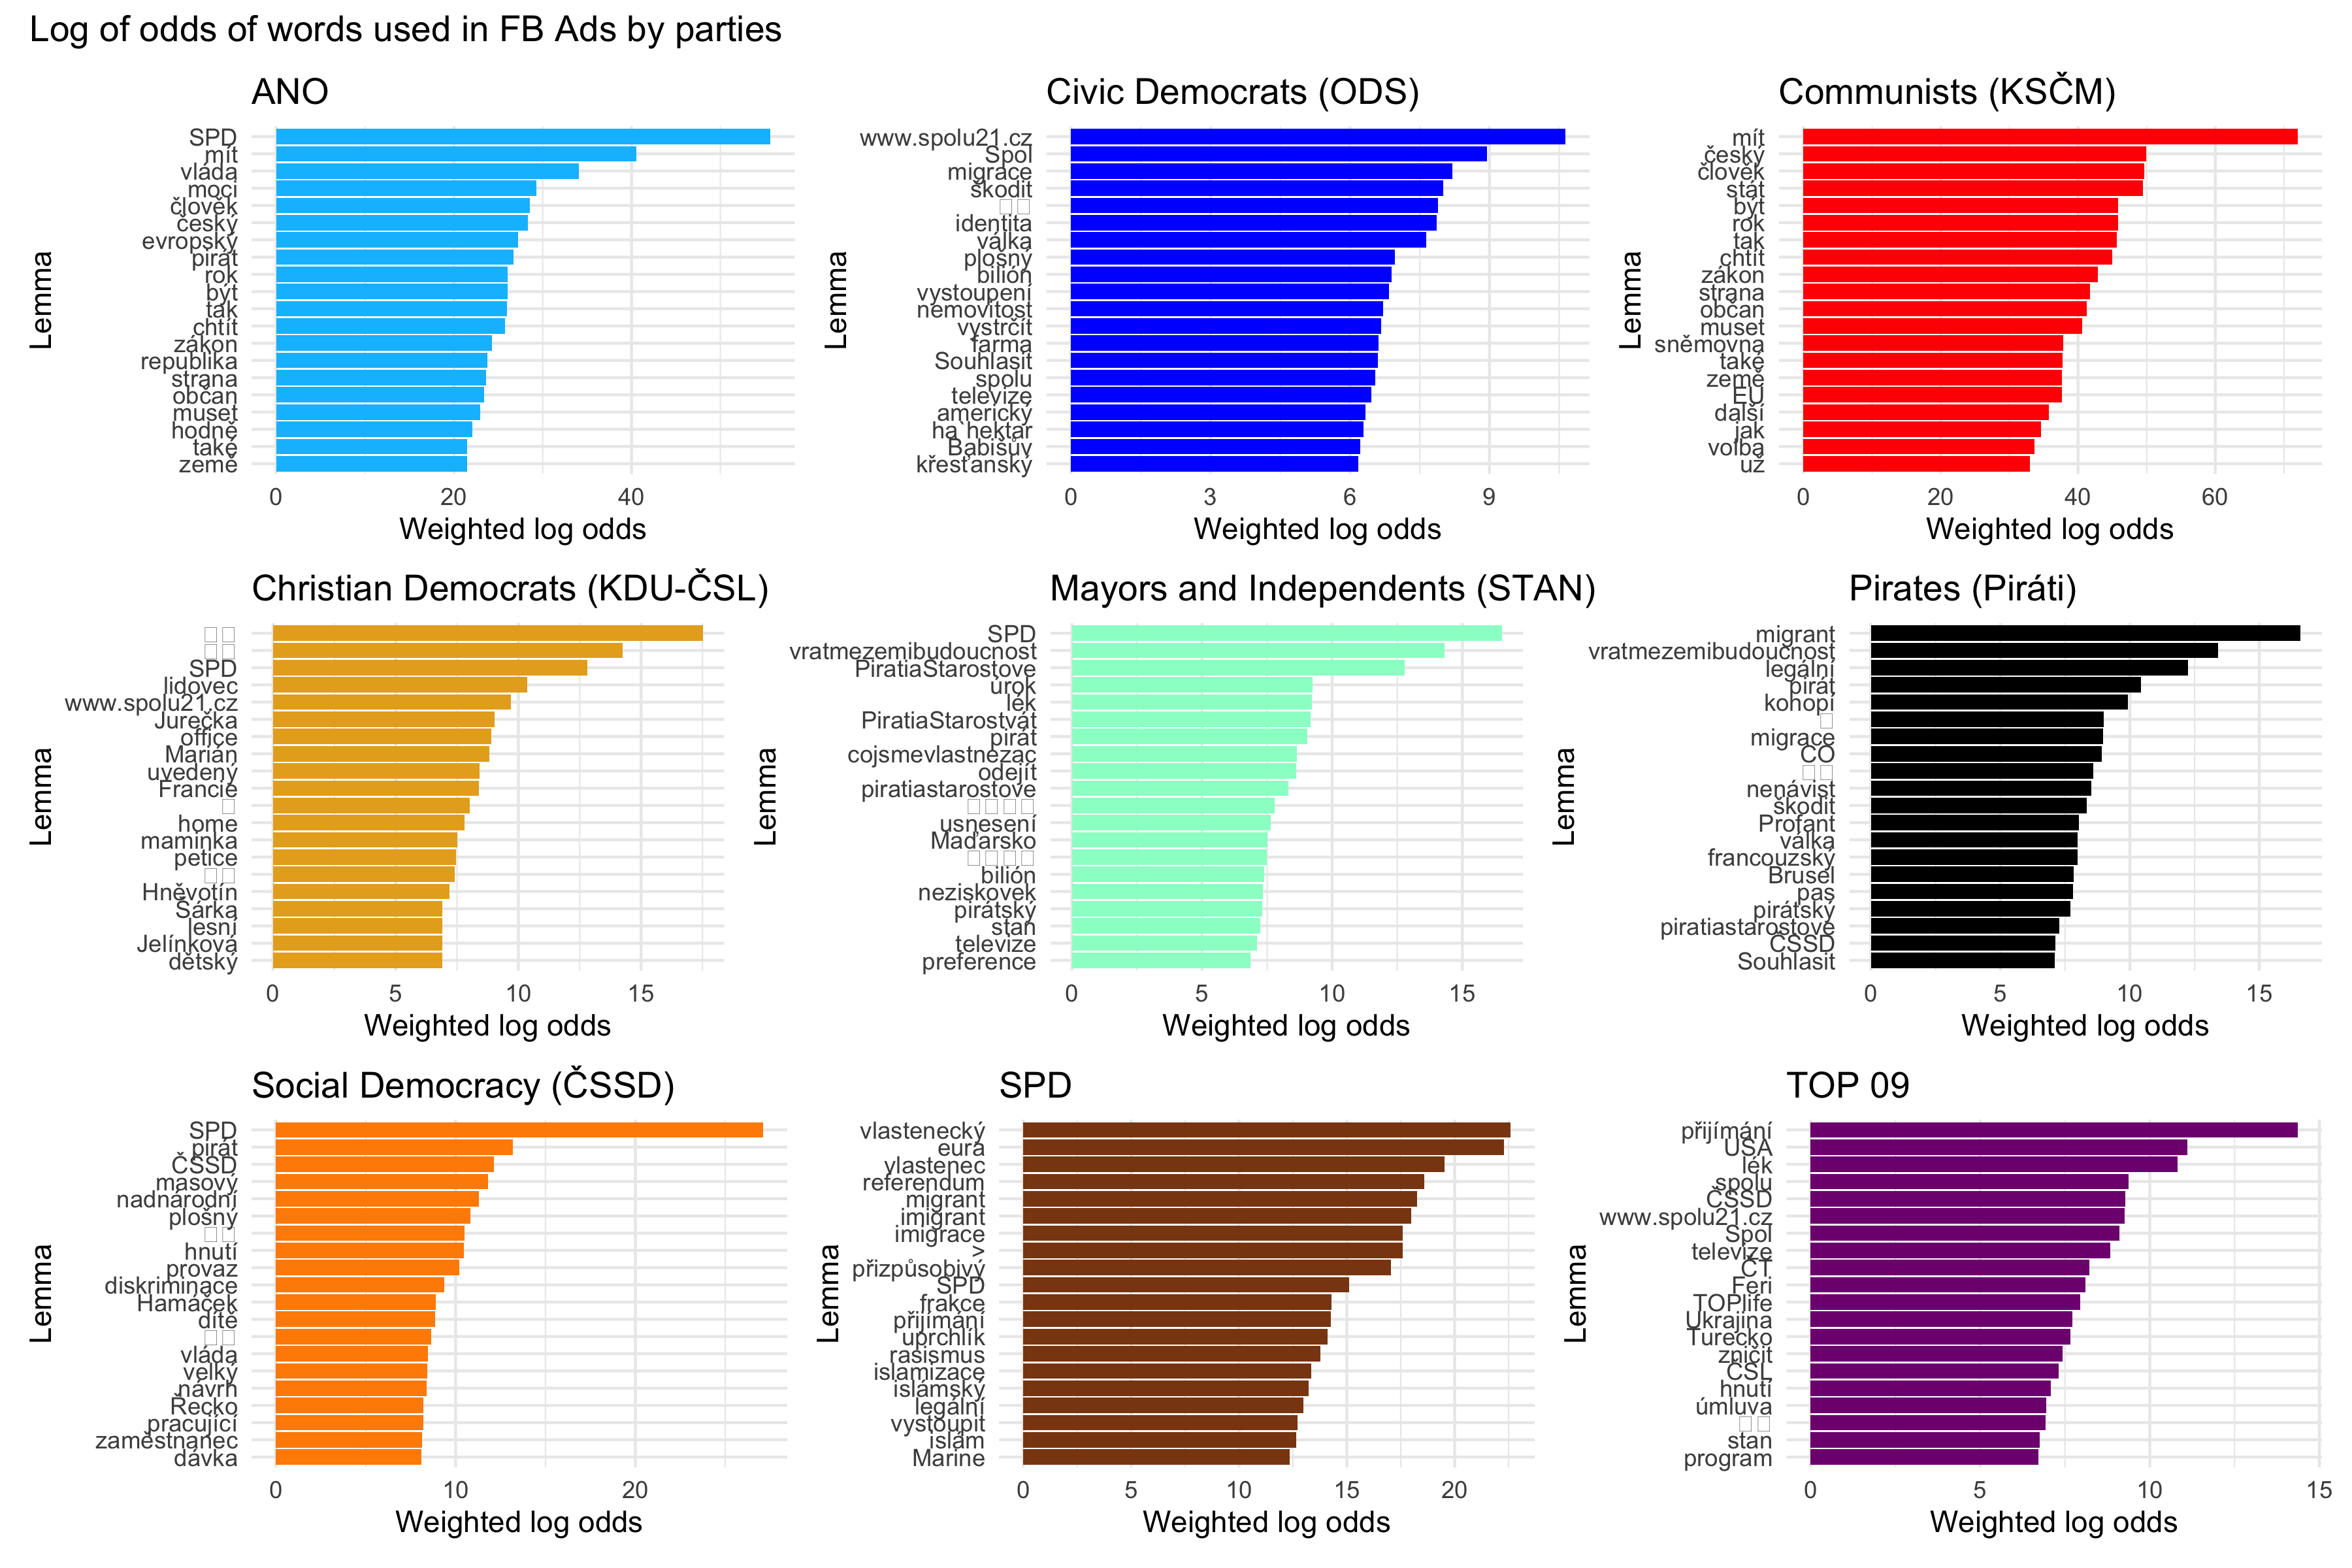 Log of odds of words used in FB Ads by parties
ANO
SPD
mít
vláda
moci
člověk
český
evropský
pirát
rok
být
tak
chtít
zákon
republika
strana
občan
muset
hodně
také
země
Lemma
0 20 40
Weighted log odds
Civic Democrats (ODS)
www.spolu21.cz
Spol
migrace
škodit
identita
válka
plošný
bilión
vystoupení
nemovitost
vystrčit
farma
Souhlasit
spolu
televize
americký
ha hektar
Babišův
křesťanský
Lemma
0 3 6 9
Weighted log odds
Communists (KSČM)
mít
český
člověk
stát
být
rok
tak
chtít
zákon
strana
občan
muset
sněmovna
také
země
EU
další
jak
volba
už
Lemma
0 20 40 60
Weighted log odds
Christian Democrats (KDU-ČSL)
SPD
lidovec
www.spolu21.cz
Jurečka
office
Marián
uvedený
Francie
home
maminka
petice
Hněvotín
Šárka
lesní
Jelínková
dětský
Lemma
0 5 10 15
Weighted log odds
Mayors and Independents (STAN)
SPD
vratmezemibudoucnost
PiratiaStarostove
úrok
lék
PiratiaStarostvát
pirát
cojsmevlastnezac
odejít
piratiastarostove
usnesení
Maďarsko
bilión
neziskovek
pirátský
stan
televize
preference
Lemma
0 5 10 15
Weighted log odds
Pirates (Piráti)
migrant
vratmezemibudoucnost
legální
pirát
konopí
migrace
CO
nenávist
škodit
Profant
válka
francouzský
Brusel
pas
pirátský
piratiastarostove
ČSSD
Souhlasit
Lemma
0 5 10 15
Weighted log odds
Social Democracy (ČSSD)
SPD
pirát
ČSSD
masový
nadnárodní
plošný
hnutí
provaz
diskriminace
Hamáček
dítě
vláda
velký
návrh
Řecko
pracující
zaměstnanec
dávka
Lemma
0 10 20
Weighted log odds
SPD
vlastenecký
eura
vlastenec
referendum
migrant
imigrant
imigrace
>
přizpůsobivý
SPD
frakce
přijímání
uprchlík
rasismus
islamizace
islámský
legální
vystoupit
islám
Marine
Lemma
0 5 10 15 20
Weighted log odds
TOP 09
přijímání
USA
lék
spolu
ČSSD
www.spolu21.cz
Spol
televize
ČT
Feri
TOPlife
Ukrajina
Turecko
zničit
ČSL
hnutí
úmluva
stan
program
Lemma
0 5 10 15
Weighted log odds